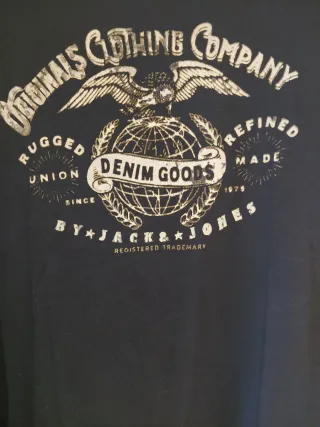 ORIGINALS CLOTHING COMPANY
RUGGED REFINED
DENIM GOODS
UNION MADE
SINCE 1975
BY★JACK&★JONES
REGISTERED TRADEMARK